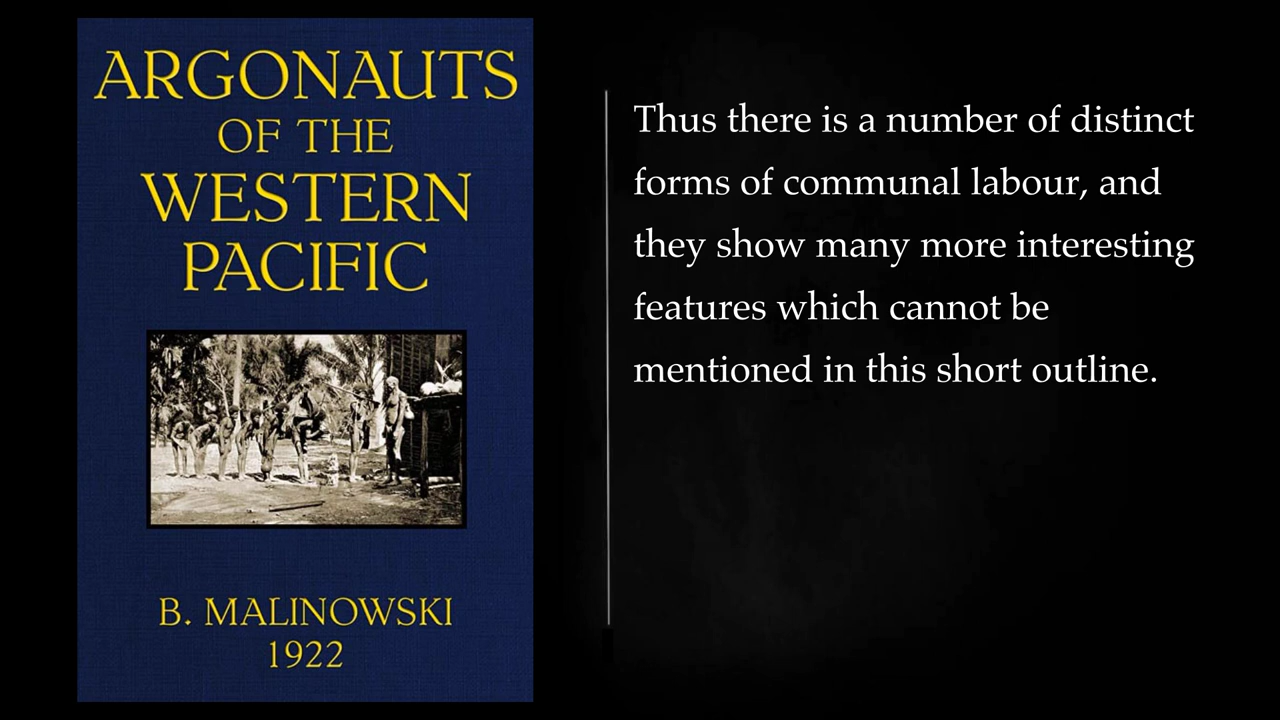 ARGONAUTS
OF THE
WESTERN
PACIFIC
B. MALINOWSKI
1922
Thus there is a number of distinct
forms of communal labour, and
they show many more interesting
features which cannot be
mentioned in this short outline.